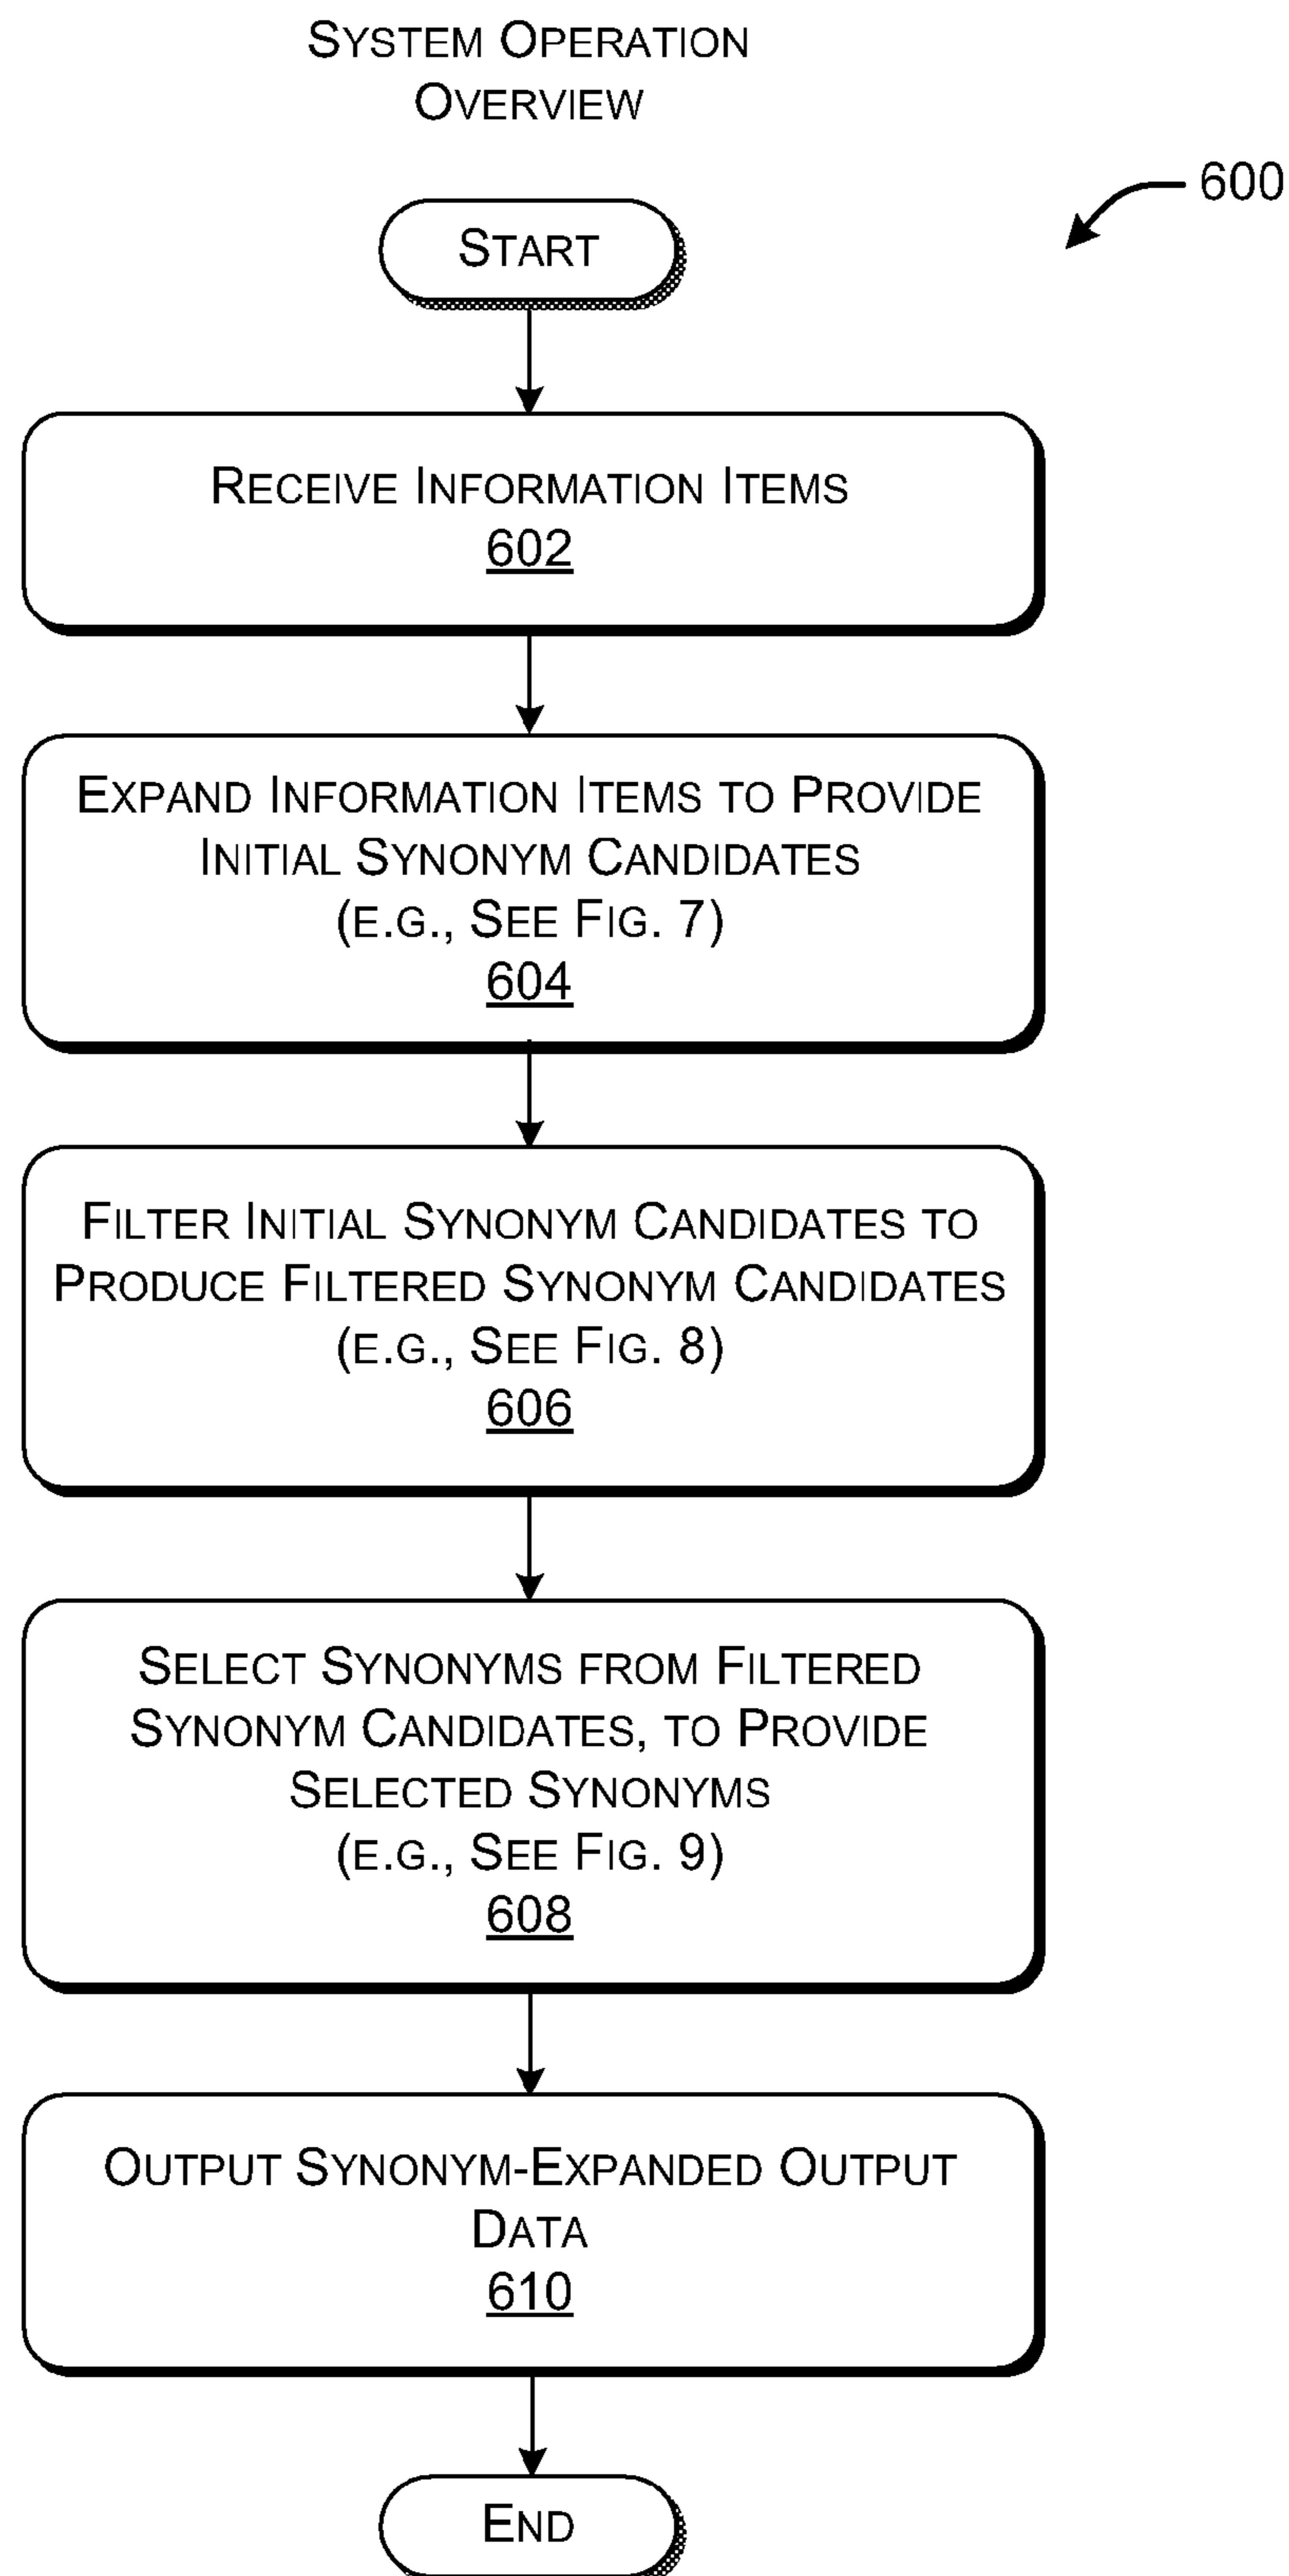 SYSTEM OPERATION
OVERVIEW
600
START
RECEIVE INFORMATION ITEMS
602
EXPAND INFORMATION ITEMS TO PROVIDE
INITIAL SYNONYM CANDIDATES
(E.G., SEE FIG. 7)
604
FILTER INITIAL SYNONYM CANDIDATES TO
PRODUCE FILTERED SYNONYM CANDIDATES
(E.G., SEE FIG. 8)
606
SELECT SYNONYMS FROM FILTERED
SYNONYM CANDIDATES, TO PROVIDE
SELECTED SYNONYMS
(E.G., SEE FIG. 9)
608
OUTPUT SYNONYM-EXPANDED OUTPUT
DATA
610
END